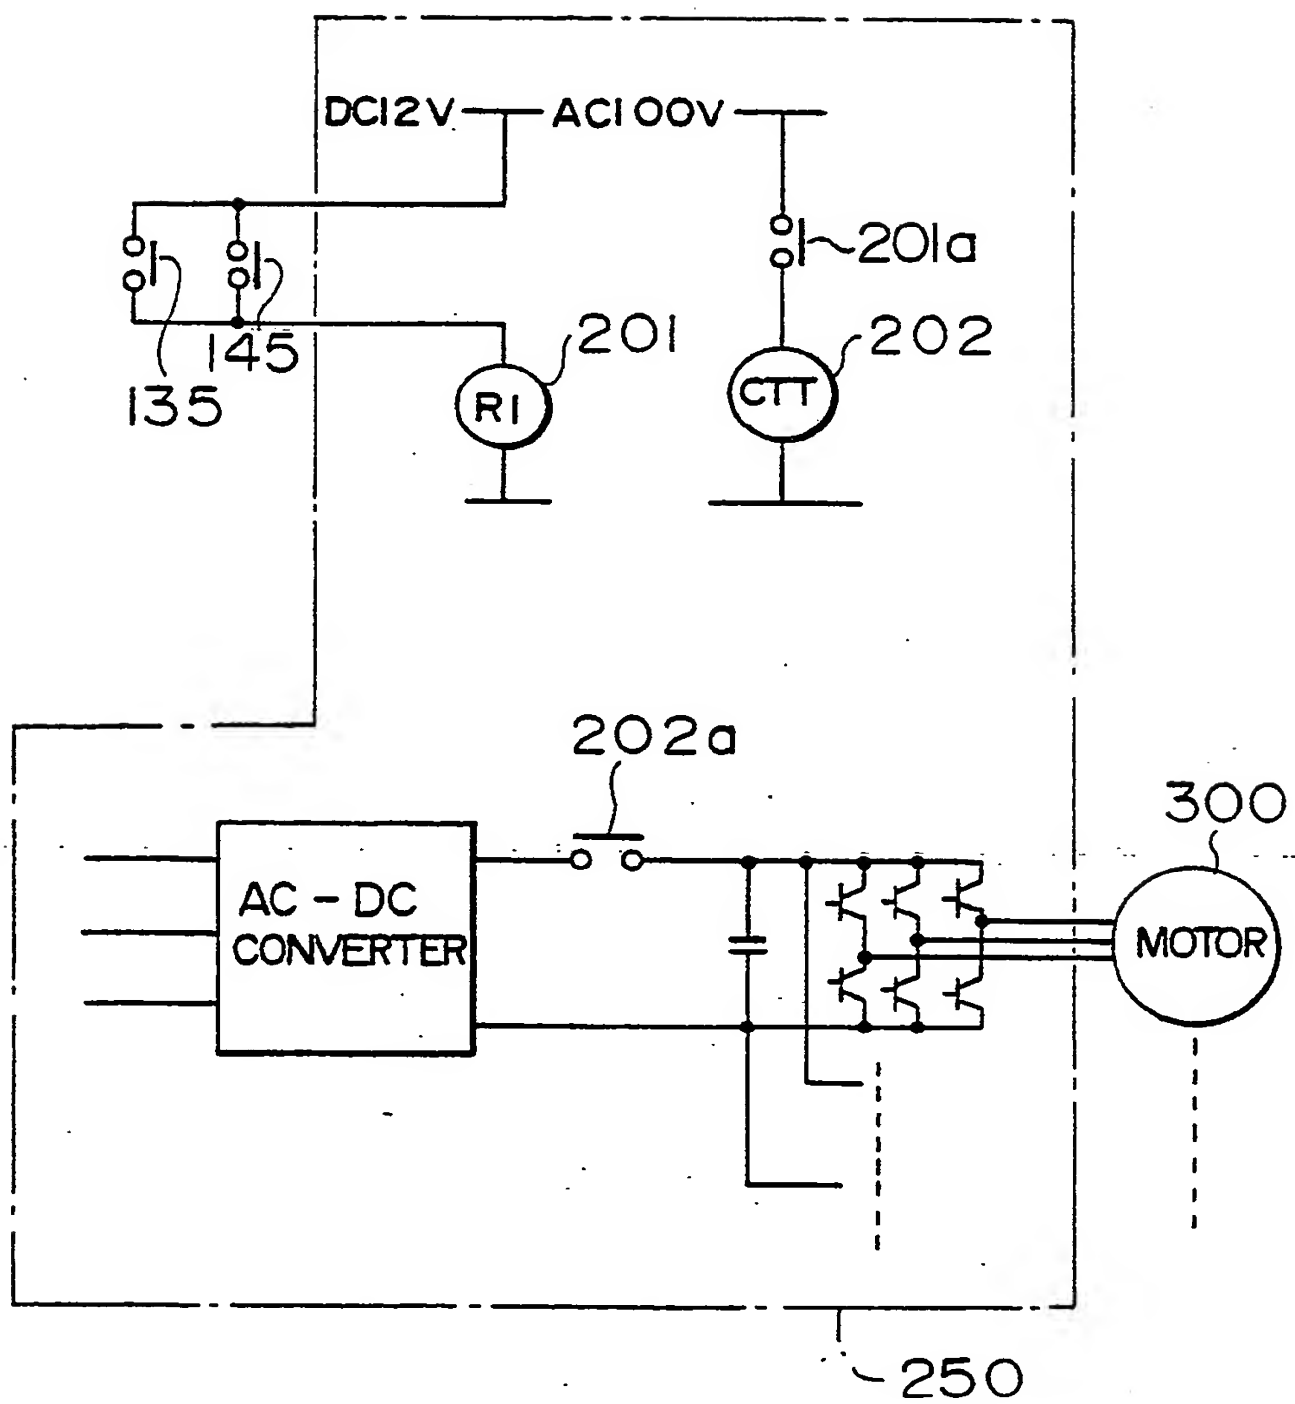 DC12V
AC100V
201a
201
202
145
135
R1
CTT
202a
300
AC - DC
CONVERTER
MOTOR
250